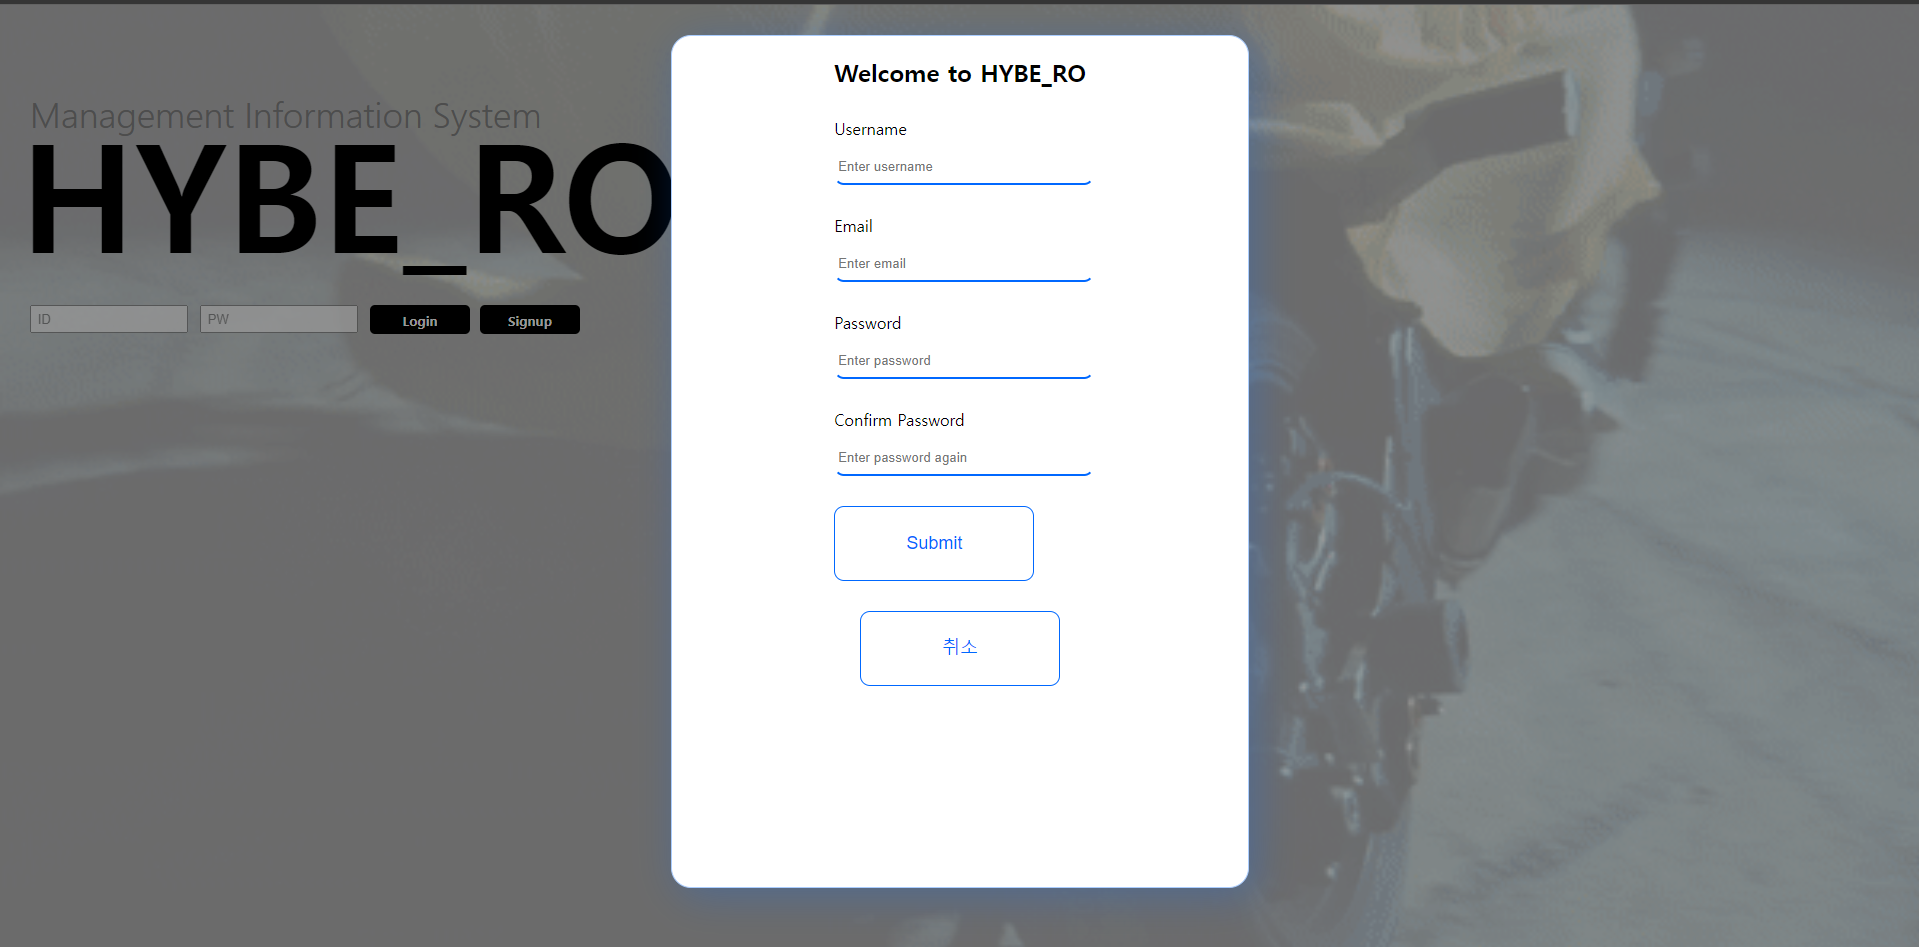 Management Information System
HYBE_RO
ID
PW
Login
Signup
Welcome to HYBE_RO
Username
Enter username
Email
Enter email
Password
Enter password
Confirm Password
Enter password again
Submit
취소